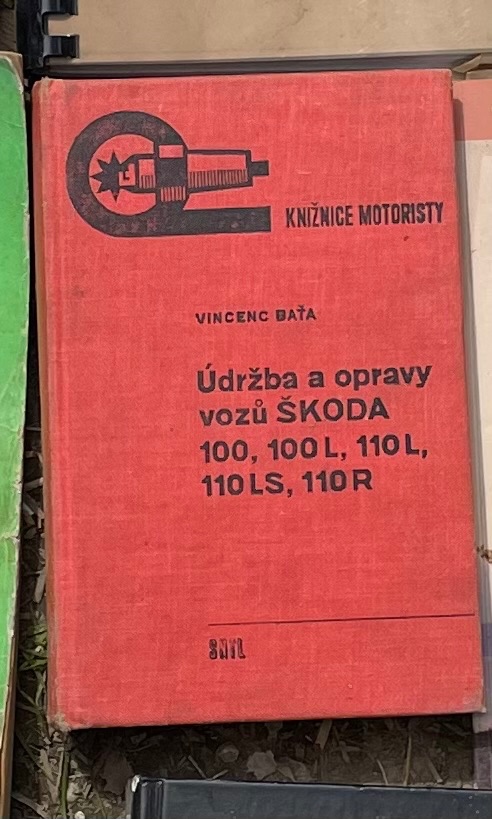 KNIŽNICE MOTORISTY
VINCENC BAŤA
Údržba a opravy
vozů ŠKODA
100, 100 L, 110 L,
110 LS, 110 R
SNTL